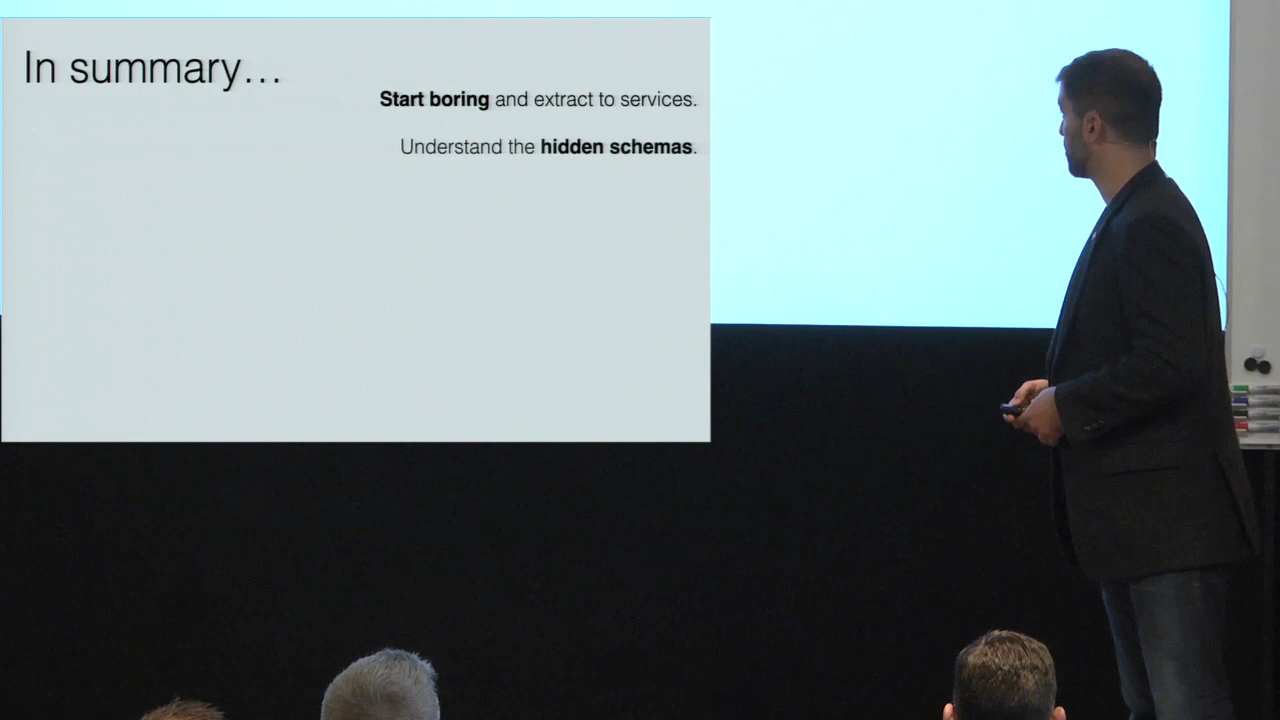 In summary…
Start boring and extract to services.
Understand the hidden schemas.